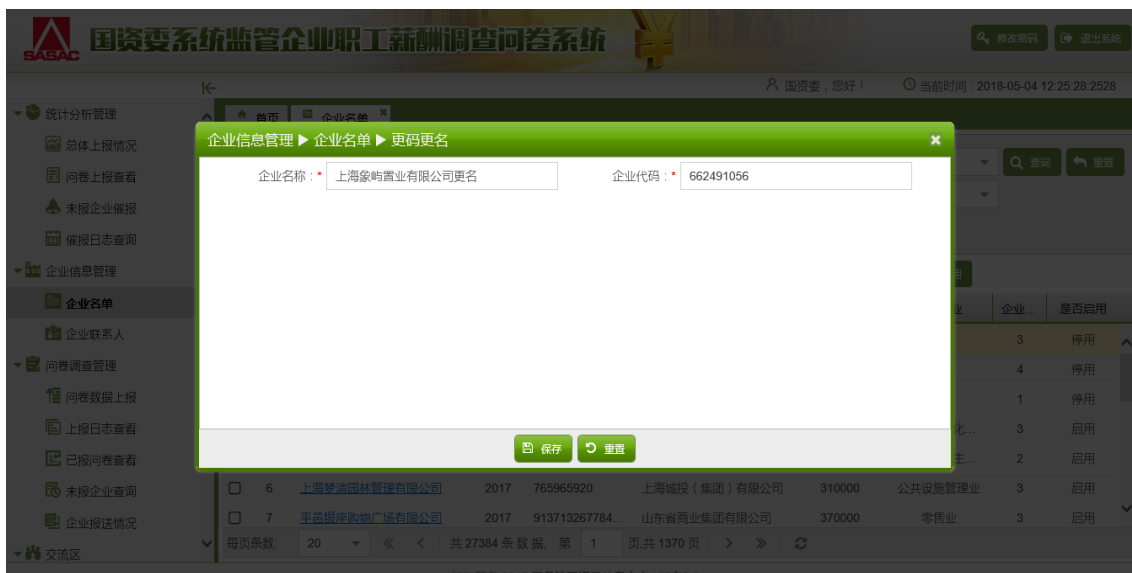 SASAC 国资委系统监管企业职工薪酬调查问卷系统
修改密码 退出系统
国资委，您好！ 当前时间：2018-05-04 12:25:28:2528
统计分析管理
首页 企业名单
总体上报情况
问卷上报查看
未报企业催报
催报日志查询
企业信息管理
企业名单
企业联系人
问卷调查管理
问卷数据上报
上报日志查看
已报问卷查看
未报企业查询
企业报送情况
交流区
企业信息管理 ▶ 企业名单 ▶ 更码更名
企业名称：* 上海象屿置业有限公司更名 企业代码：* 662491056
保存 重置
查询 重置
用
业 企业... 是否启用
3 停用
4 停用
1 停用
化... 3 启用
主... 2 启用
6 上海梦清园林管理有限公司 2017 765965920 上海城投（集团）有限公司 310000 公共设施管理业 3 启用
7 平邑银座购物广场有限公司 2017 913713267784... 山东省商业集团有限公司 370000 零售业 3 启用
每页条数: 20 共 27384 条数据, 第 1 页,共 1370 页